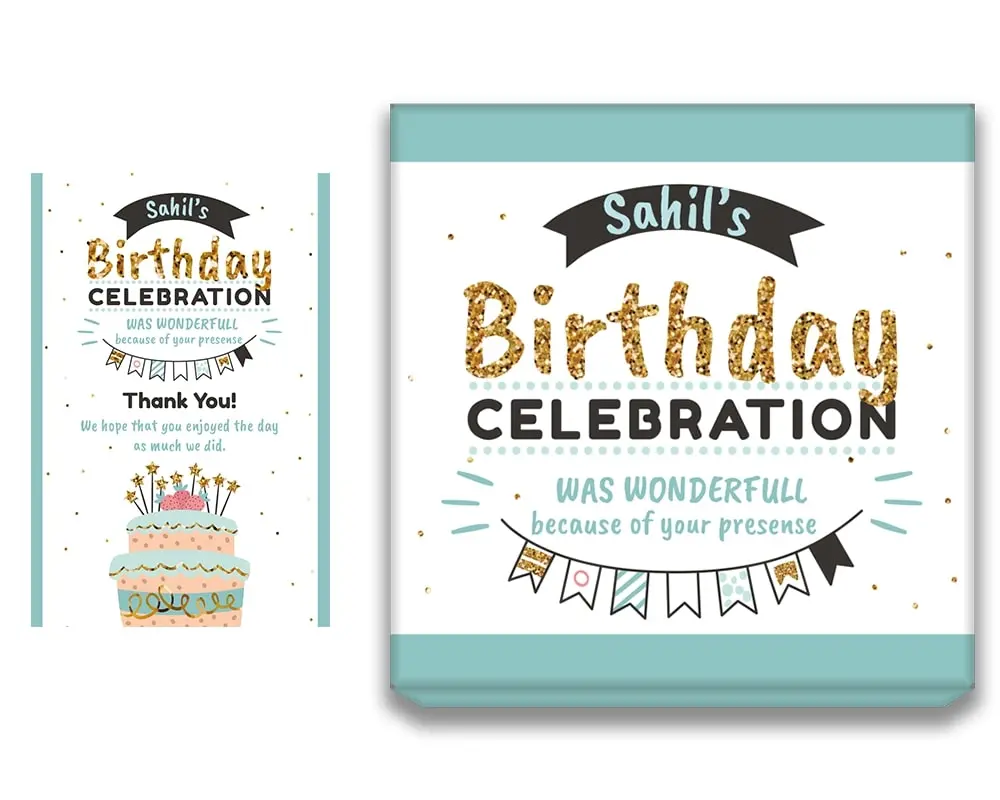 Sahil's
Birthday
CELEBRATION
WAS WONDERFULL
because of your presense
Thank You!
We hope that you enjoyed the day
as much we did.
Sahil's
Birthday
CELEBRATION
WAS WONDERFULL
because of your presense